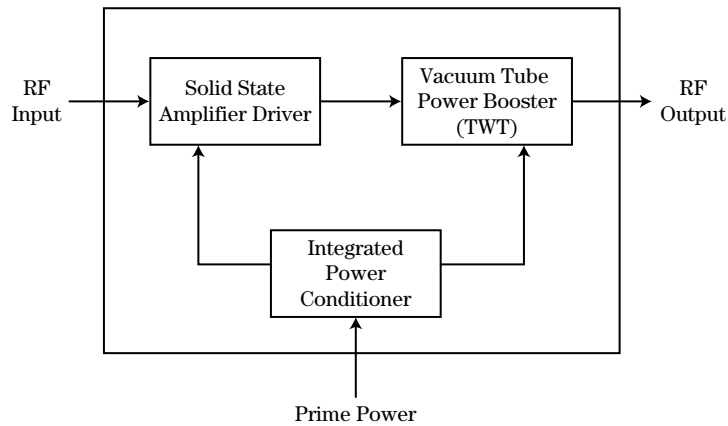 RF
Input
Solid State
Amplifier Driver
Vacuum Tube
Power Booster
(TWT)
RF
Output
Integrated
Power
Conditioner
Prime Power